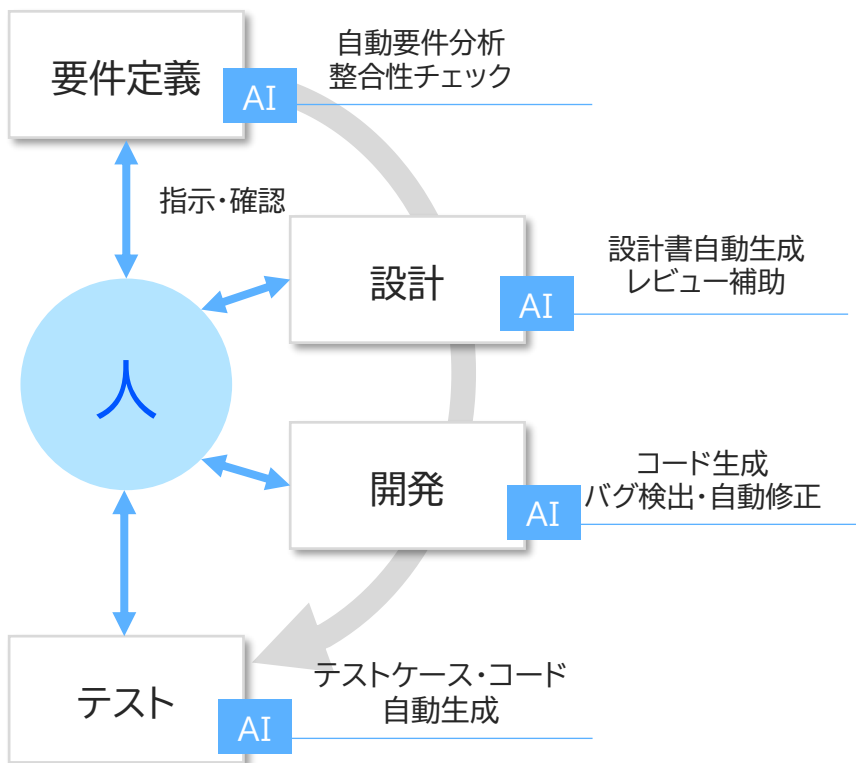 要件定義
AI
自動要件分析
整合性チェック
指示・確認
設計
AI
設計書自動生成
レビュー補助
人
開発
AI
コード生成
バグ検出・自動修正
テスト
AI
テストケース・コード
自動生成